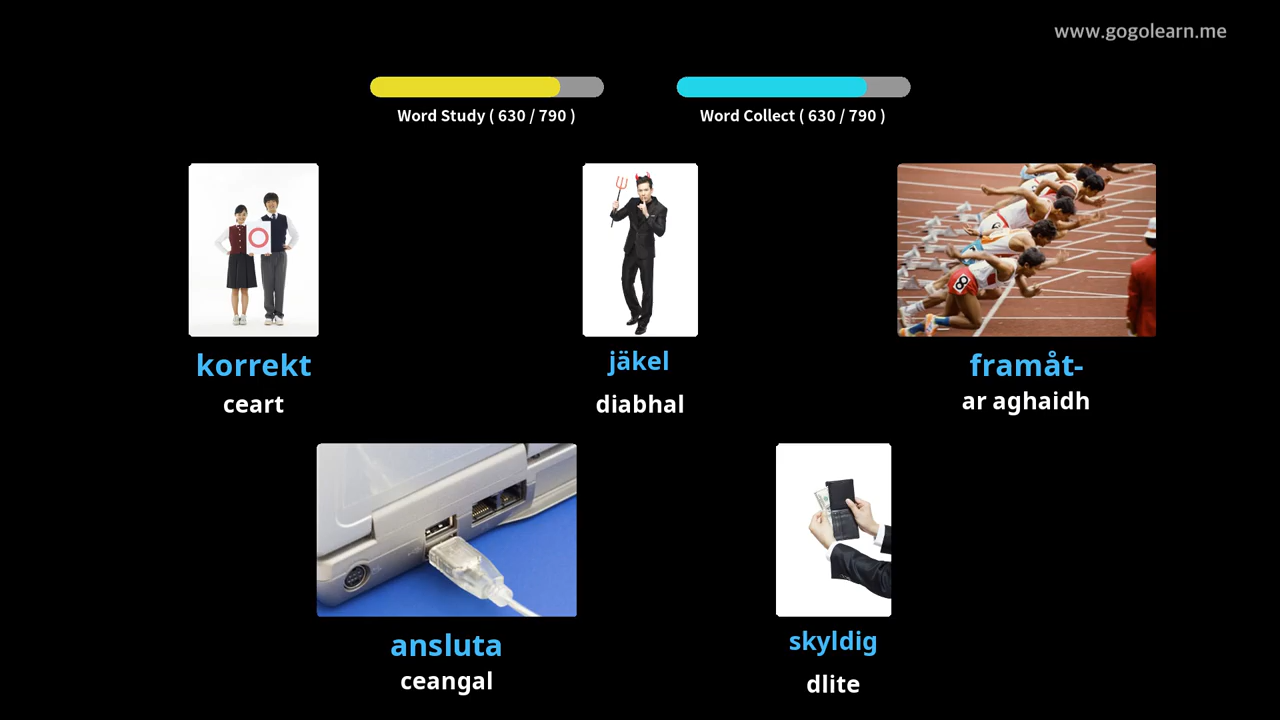 www.gogolearn.me
Word Study ( 630 / 790 )
Word Collect ( 630 / 790 )
korrekt
ceart
jäkel
diabhal
framåt-
ar aghaidh
ansluta
ceangal
skyldig
dlite